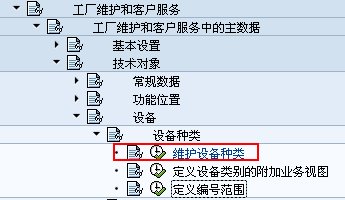 工厂维护和客户服务
工厂维护和客户服务中的主数据
基本设置
技术对象
常规数据
功能位置
设备
设备种类
维护设备种类
定义设备类别的附加业务视图
定义编号范围